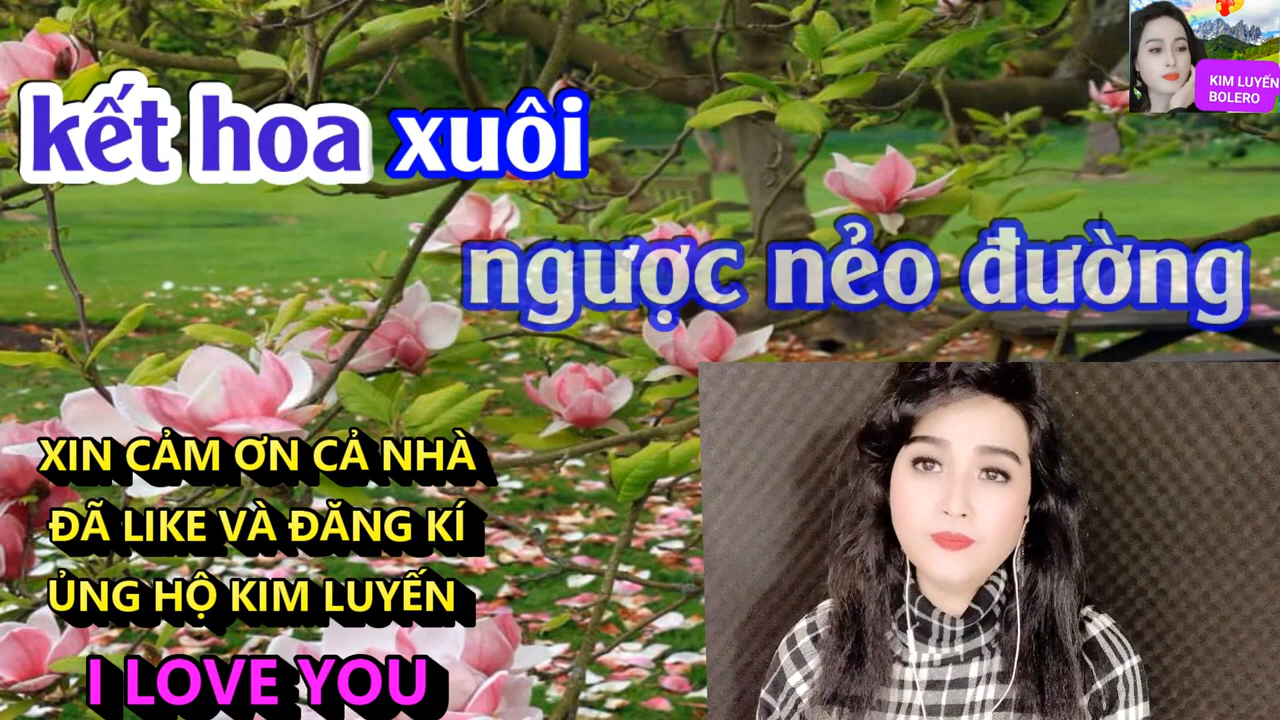 kết hoa xuôi
ngược nẻo đường
KIM LUYẾN
BOLERO
XIN CẢM ƠN CẢ NHÀ
ĐÃ LIKE VÀ ĐĂNG KÍ
ỦNG HỘ KIM LUYẾN
I LOVE YOU